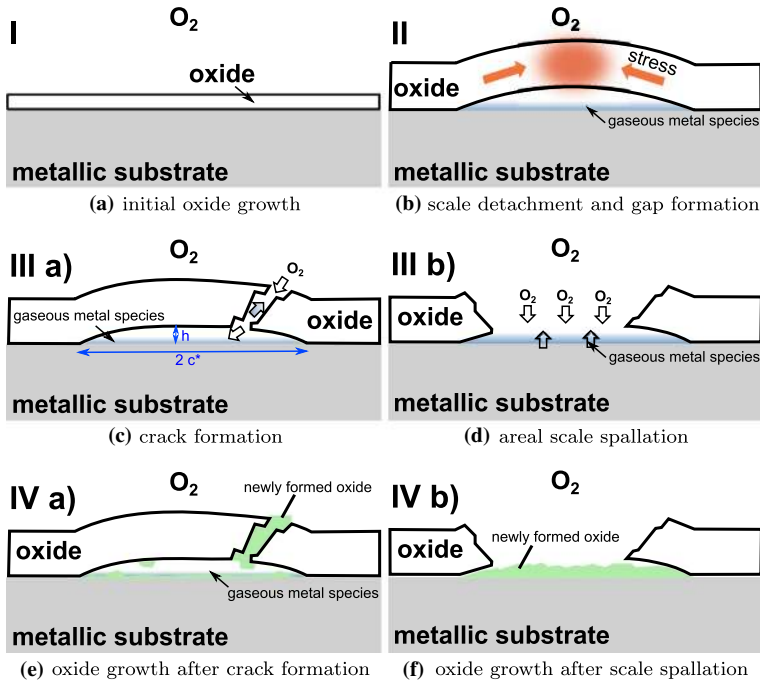 I
O2
oxide
metallic substrate
(a) initial oxide growth
II
O2
stress
oxide
gaseous metal species
metallic substrate
(b) scale detachment and gap formation
III a)
O2
O2
gaseous metal species
oxide
h
2 c*
metallic substrate
(c) crack formation
III b)
O2
O2 O2 O2
oxide
gaseous metal species
metallic substrate
(d) areal scale spallation
IV a)
O2
newly formed oxide
oxide
gaseous metal species
metallic substrate
(e) oxide growth after crack formation
IV b)
O2
newly formed oxide
oxide
metallic substrate
(f) oxide growth after scale spallation